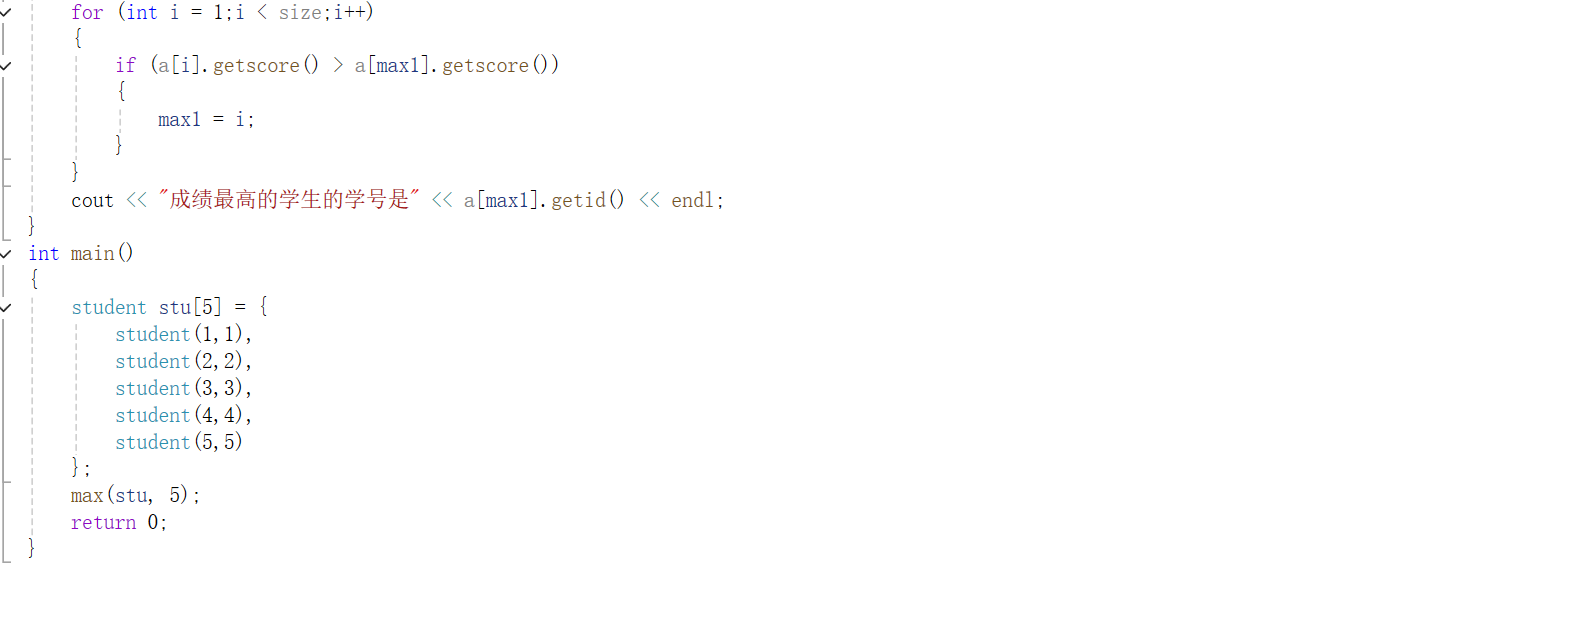 for (int i = 1;i < size;i++)
{
if (a[i].getscore() > a[max1].getscore())
{
max1 = i;
}
}
cout << "成绩最高的学生的学号是" << a[max1].getid() << endl;
}
int main()
{
student stu[5] = {
student(1,1),
student(2,2),
student(3,3),
student(4,4),
student(5,5)
};
max(stu, 5);
return 0;
}